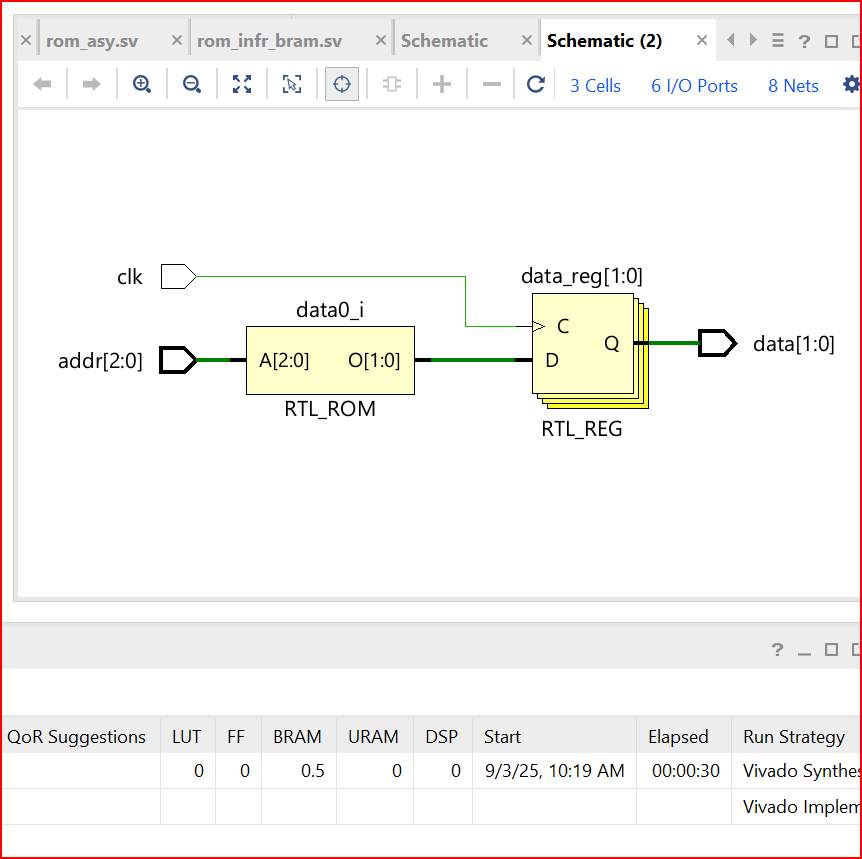 rom_asy.sv
rom_infr_bram.sv
Schematic
Schematic (2)
3 Cells 6 I/O Ports 8 Nets
clk
data_reg[1:0]
data0_i
C
Q
addr[2:0]
A[2:0] O[1:0]
D
data[1:0]
RTL_ROM
RTL_REG
QoR Suggestions LUT FF BRAM URAM DSP Start Elapsed Run Strategy
0 0 0.5 0 0 9/3/25, 10:19 AM 00:00:30 Vivado Synthes
Vivado Implem